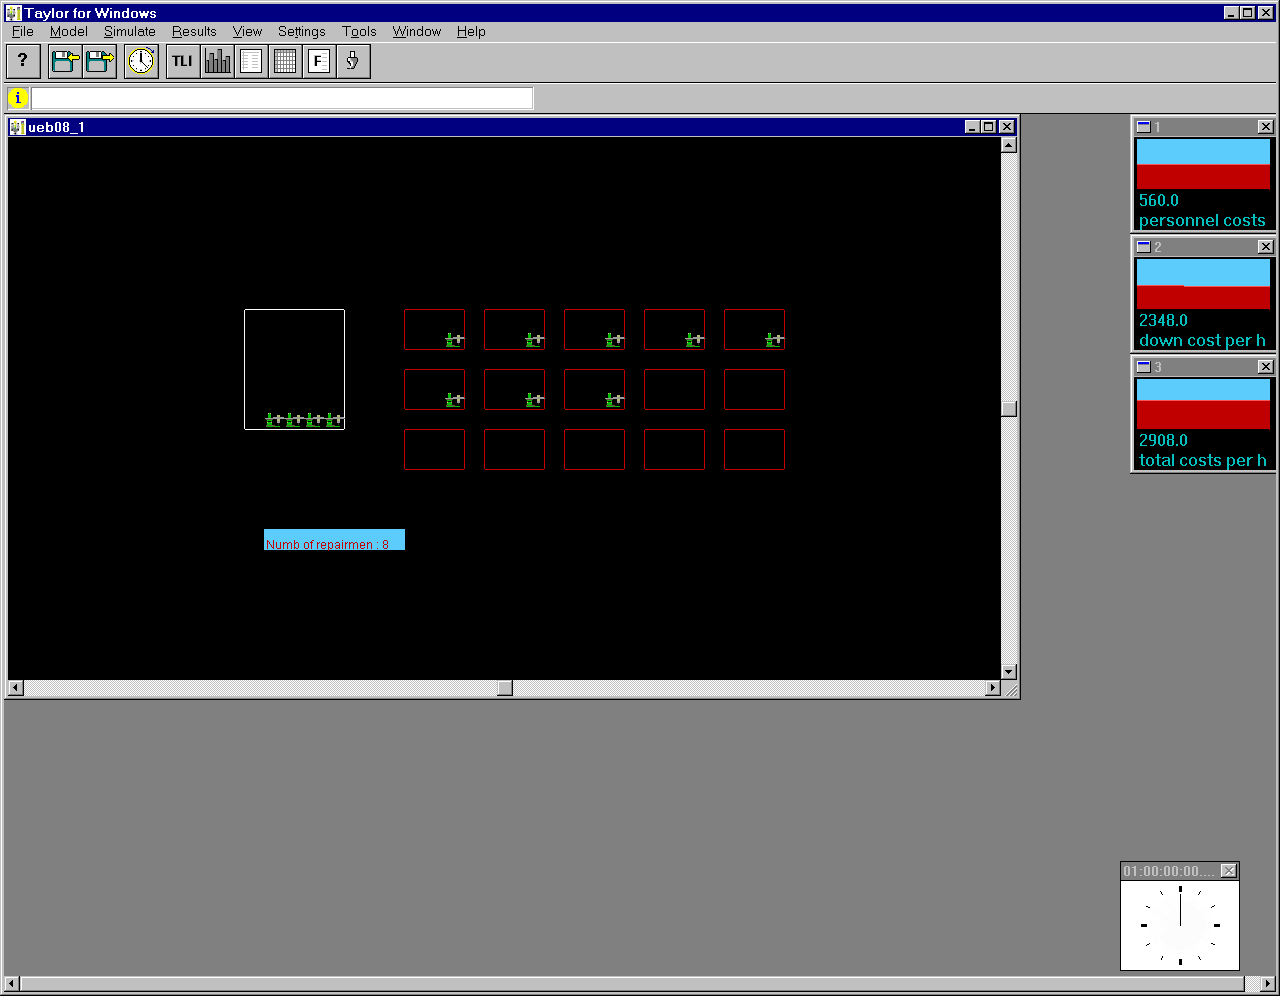 Taylor for Windows
File Model Simulate Results View Settings Tools Window Help
? TLI F
i
ueb08_1
Numb of repairmen : 8
1
560.0
personnel costs
2
2348.0
down cost per h
3
2908.0
total costs per h
01:00:00:00....